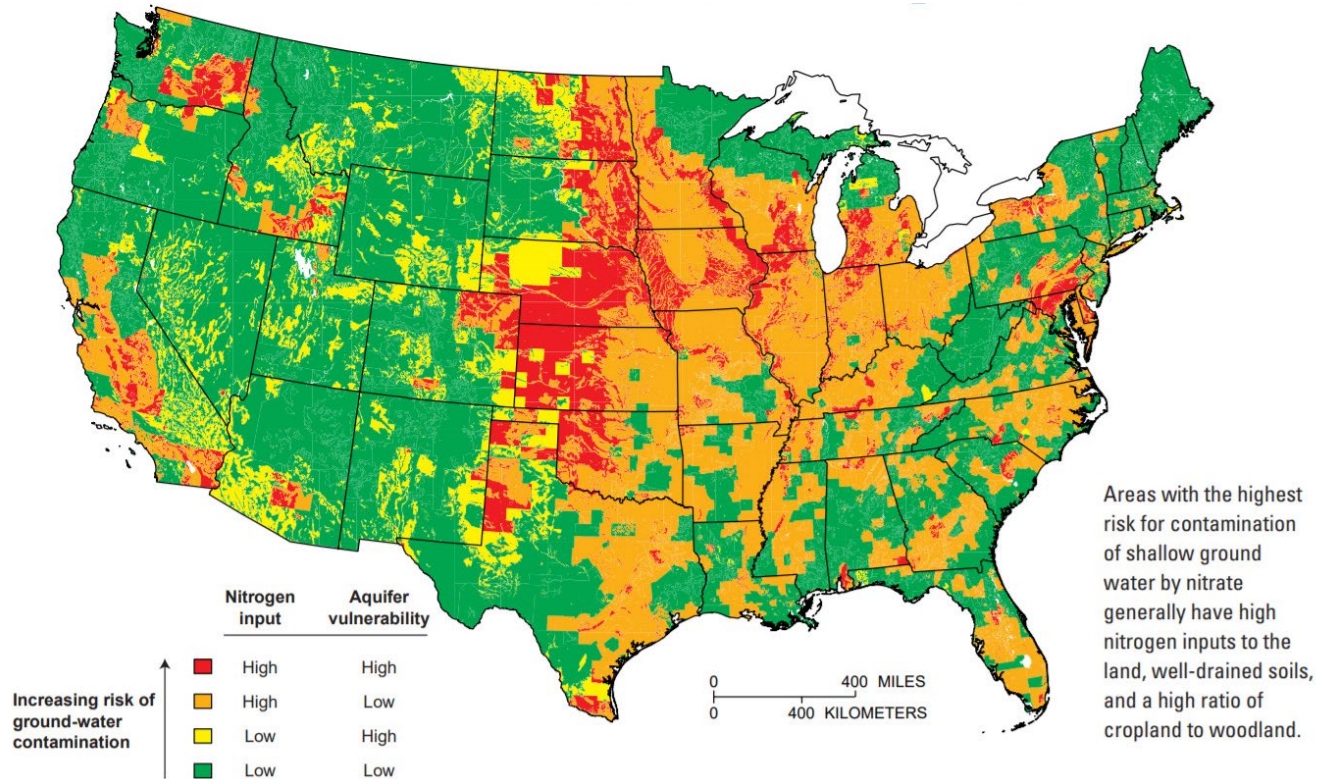 Areas with the highest
risk for contamination
of shallow ground
water by nitrate
generally have high
nitrogen inputs to the
land, well-drained soils,
and a high ratio of
cropland to woodland.
Nitrogen Aquifer
input vulnerability
High High
High Low
Low High
Low Low
Increasing risk of
ground-water
contamination
0 400 MILES
0 400 KILOMETERS